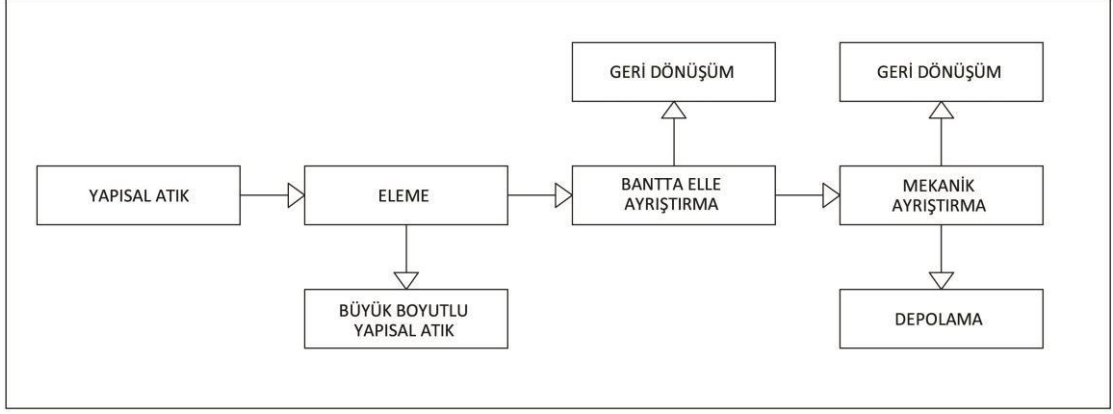 GERİ DÖNÜŞÜM
GERİ DÖNÜŞÜM
YAPISAL ATIK
ELEME
BANTTA ELLE
AYRIŞTIRMA
MEKANİK
AYRIŞTIRMA
BÜYÜK BOYUTLU
YAPISAL ATIK
DEPOLAMA